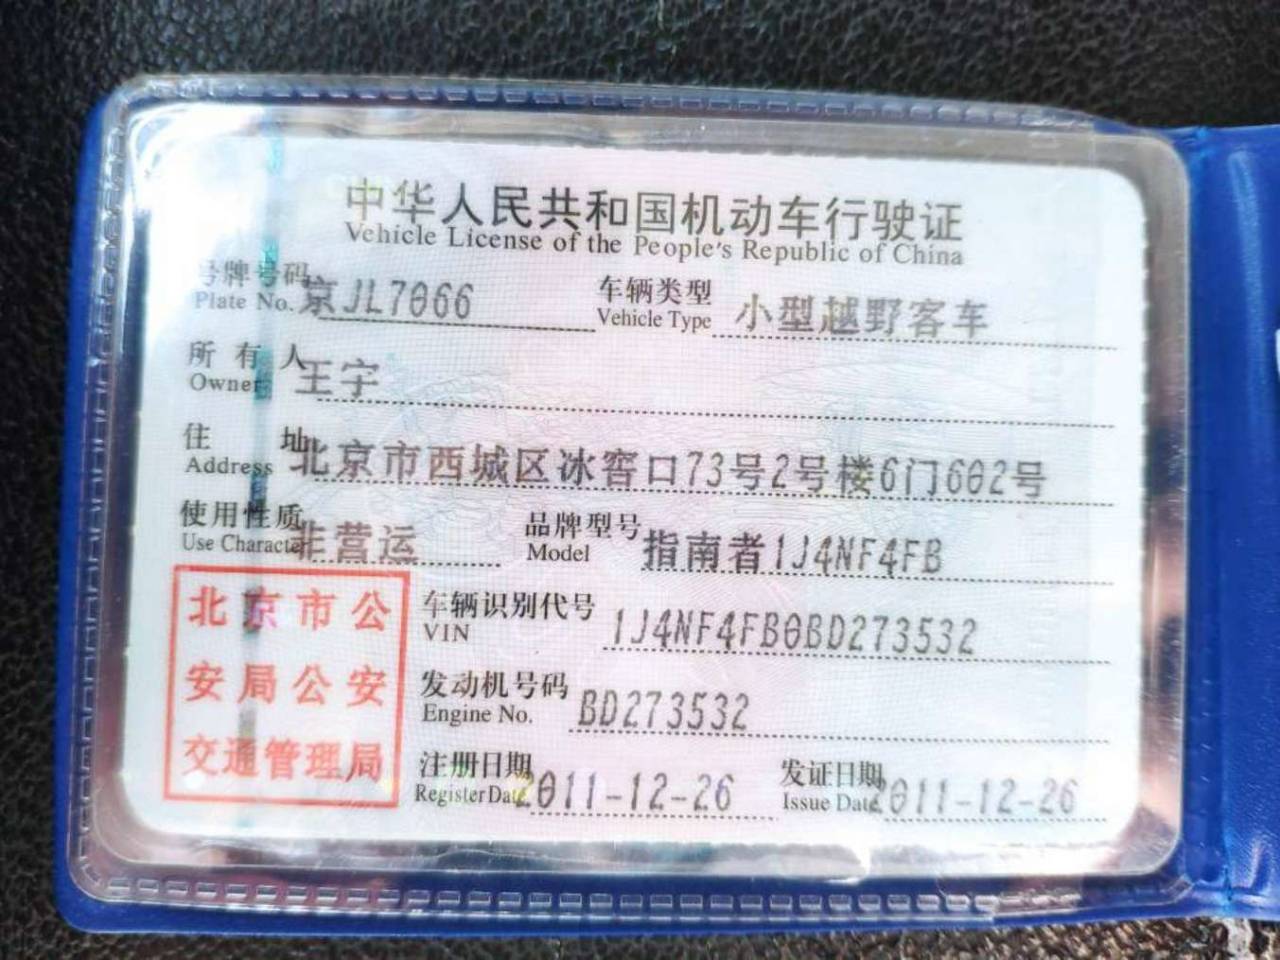 中华人民共和国机动车行驶证
Vehicle License of the People's Republic of China
号牌号码 京JL7066 车辆类型 小型越野客车
Plate No. Vehicle Type
所有人 王宇
Owner
住址 北京市西城区冰窖口73号2号楼6门602号
Address
使用性质 非营运 品牌型号 指南者1J4NF4FB
Use Character Model
北京市公
安局公安
交通管理局
车辆识别代号 1J4NF4FB0BD273532
VIN
发动机号码 BD273532
Engine No.
注册日期 2011-12-26 发证日期 2011-12-26
Register Date Issue Date